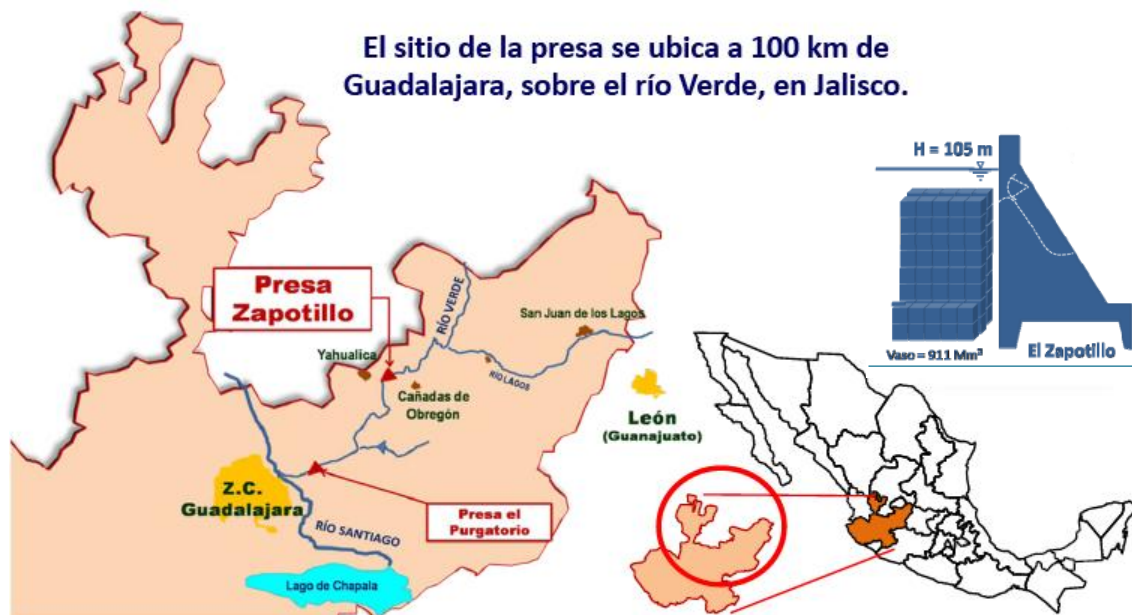 El sitio de la presa se ubica a 100 km de
Guadalajara, sobre el río Verde, en Jalisco.
H = 105 m
Presa
Zapotillo
RÍO VERDE
San Juan de los Lagos
Yahualica
RÍO LAGOS
Cañadas de
Obregón
Vaso = 911 Mm³
El Zapotillo
León
(Guanajuato)
Z.C.
Guadalajara
Presa el
Purgatorio
RÍO SANTIAGO
Lago de Chapala